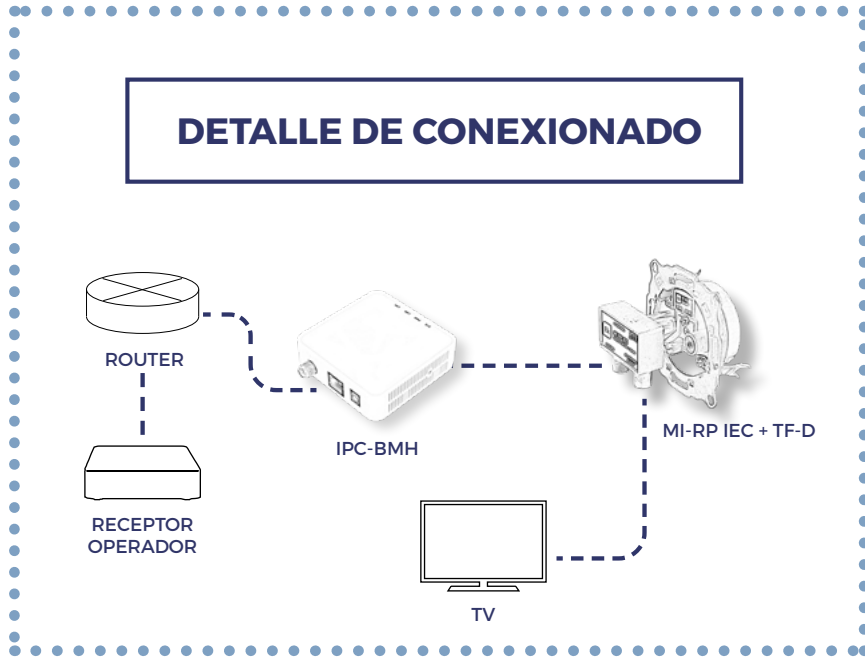 DETALLE DE CONEXIONADO
ROUTER
IPC-BMH
MI-RP IEC + TF-D
RECEPTOR
OPERADOR
TV